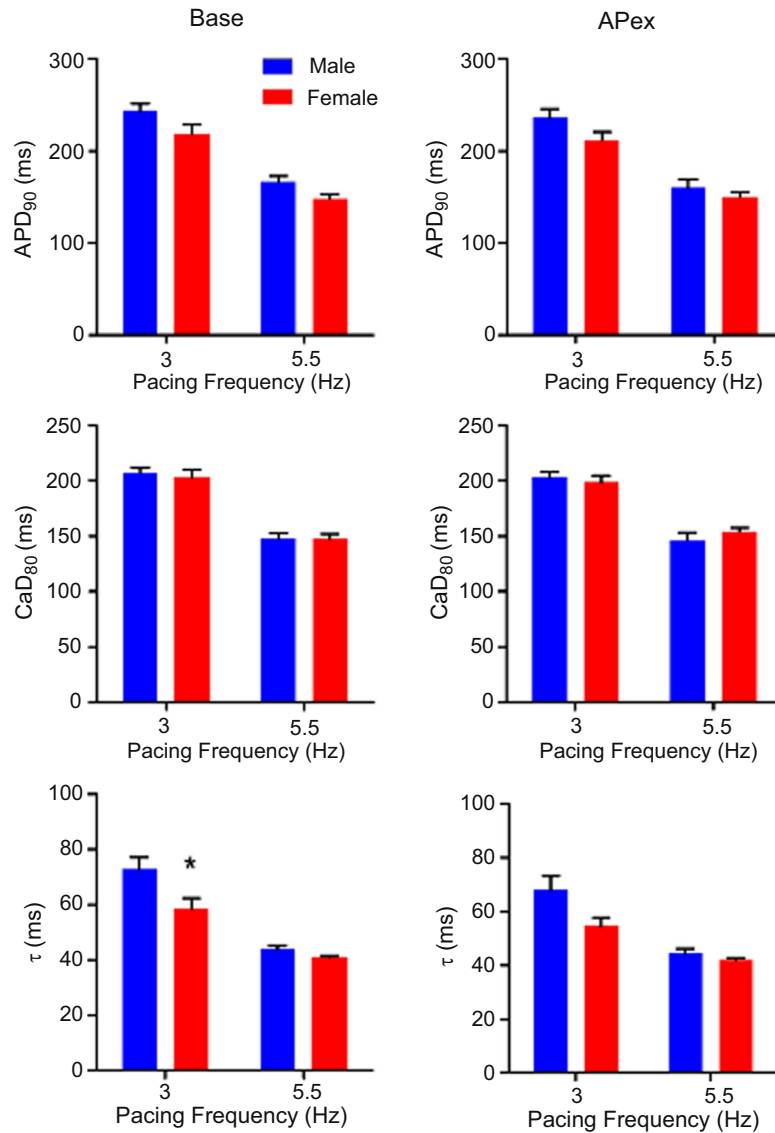 Base
APex
Male
Female
APD90 (ms)
300
200
100
0
3
5.5
Pacing Frequency (Hz)
APD90 (ms)
300
200
100
0
3
5.5
Pacing Frequency (Hz)
CaD80 (ms)
250
200
150
100
50
0
3
5.5
Pacing Frequency (Hz)
CaD80 (ms)
250
200
150
100
50
0
3
5.5
Pacing Frequency (Hz)
τ (ms)
100
80
60
40
20
0
*
3
5.5
Pacing Frequency (Hz)
τ (ms)
100
80
60
40
20
0
3
5.5
Pacing Frequency (Hz)